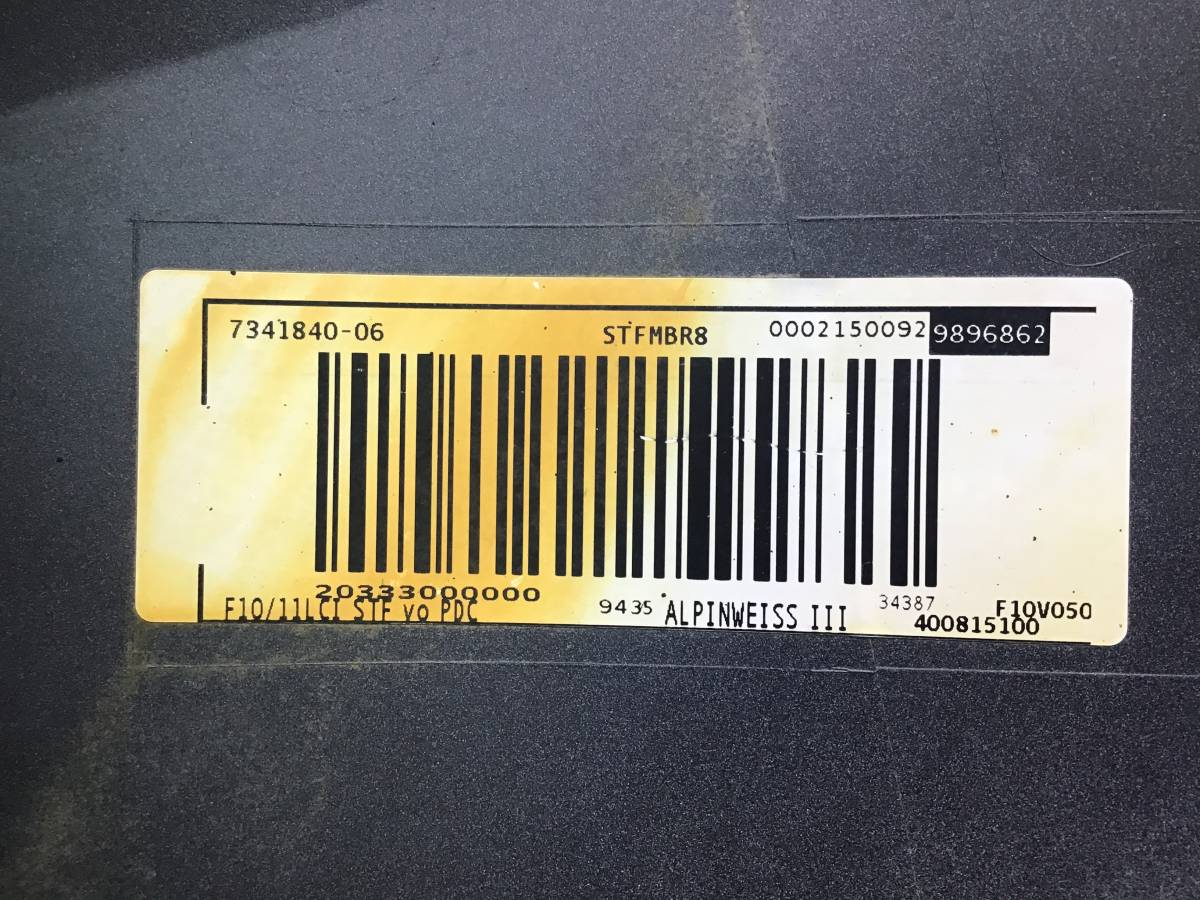 7341840-06 STFMBR8 0002150092 9896862
20333000000
F10/11LCI STF vo PDC 9435 ALPINWEISS III 34387 F10V050
400815100